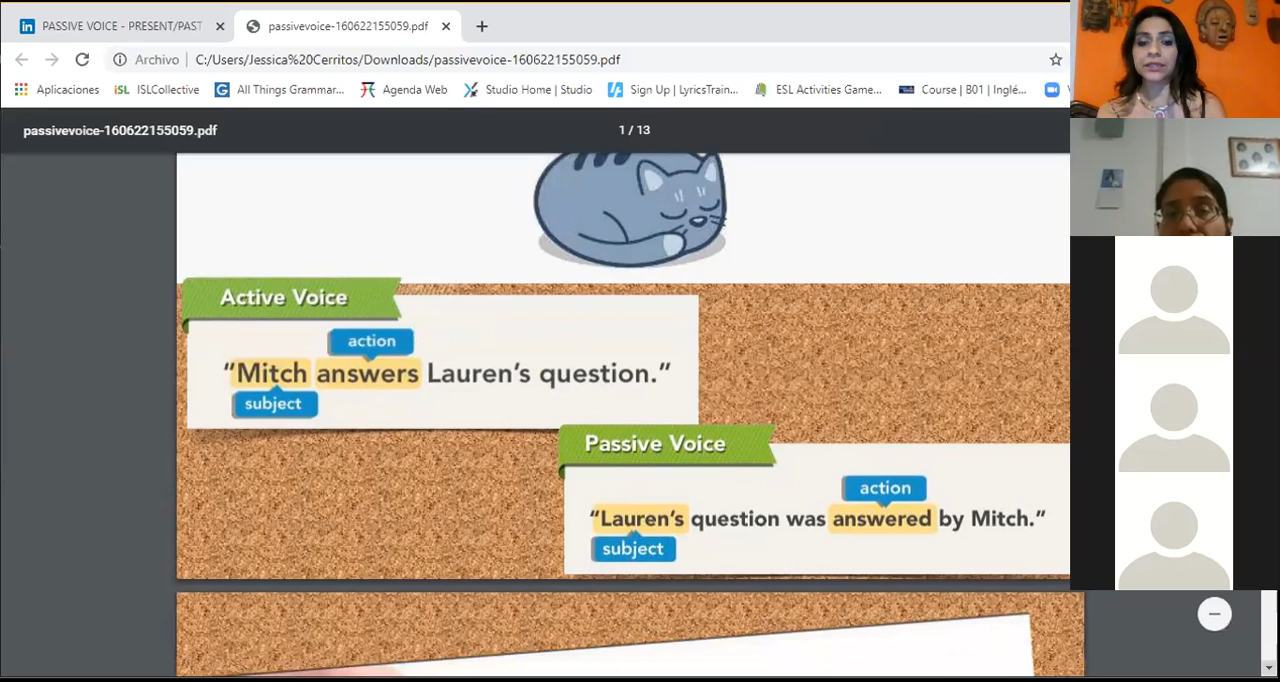 PASSIVE VOICE - PRESENT/PAST
passivevoice-160622155059.pdf
Archivo C:/Users/Jessica%20Cerritos/Downloads/passivevoice-160622155059.pdf
Aplicaciones iSL ISLCollective All Things Grammar... Agenda Web Studio Home | Studio Sign Up | LyricsTrain... ESL Activities Game... Course | B01 | Inglé...
passivevoice-160622155059.pdf 1 / 13
Active Voice
action
“Mitch answers Lauren’s question.”
subject
Passive Voice
action
“Lauren’s question was answered by Mitch.”
subject